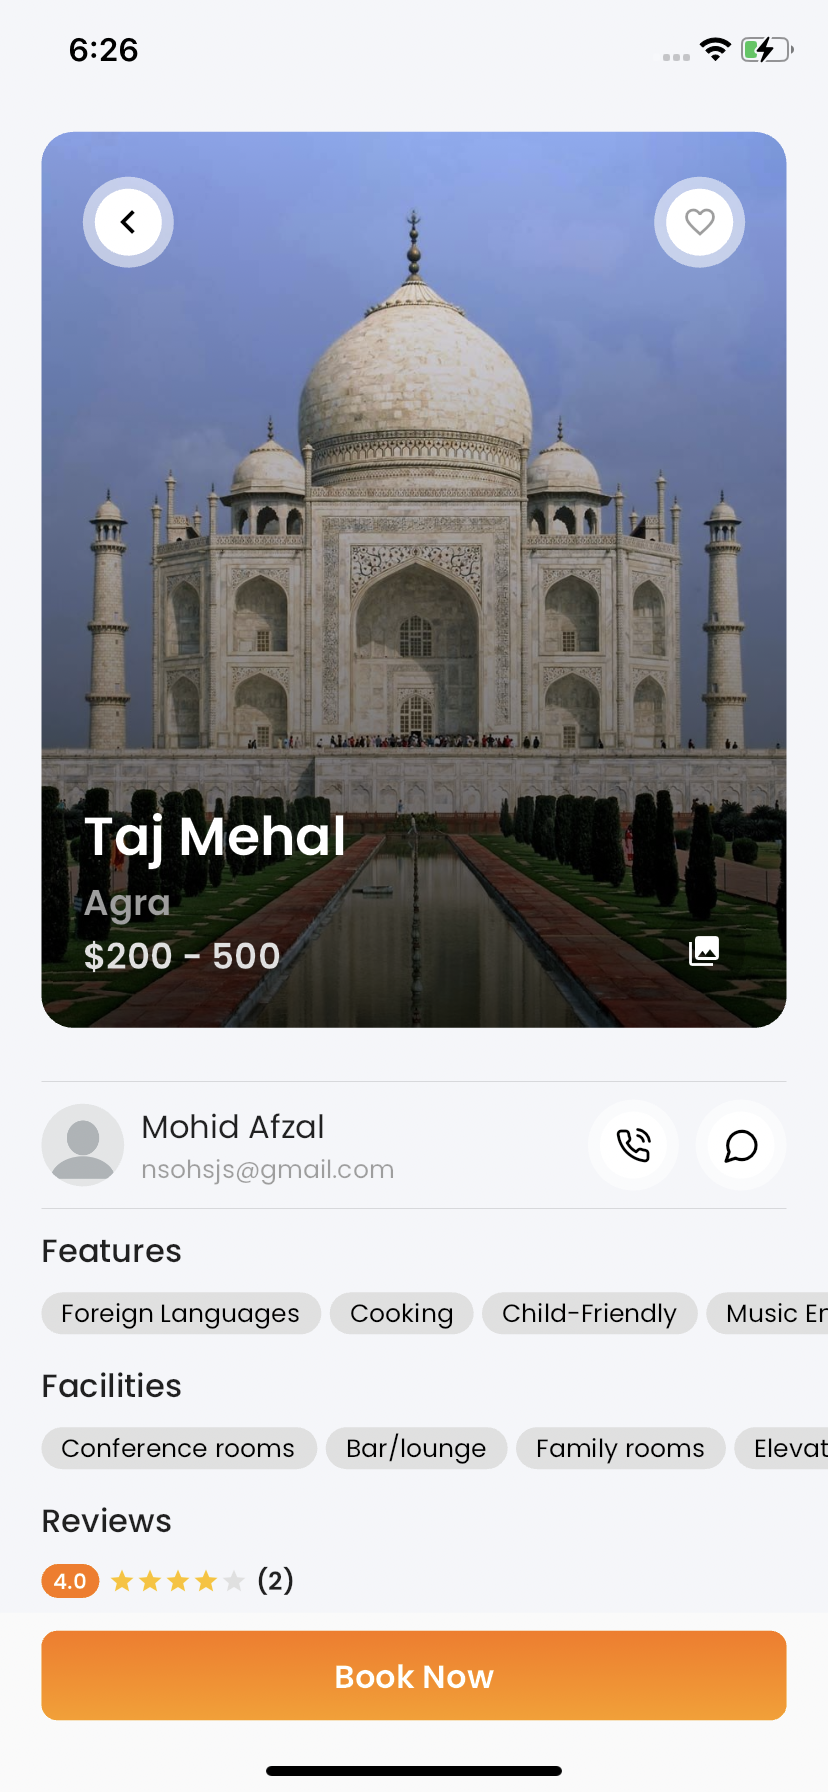 6:26
Taj Mehal
Agra
$200 - 500
Mohid Afzal
nsohsjs@gmail.com
Features
Foreign Languages Cooking Child-Friendly Music En
Facilities
Conference rooms Bar/lounge Family rooms Elevat
Reviews
4.0 (2)
Book Now